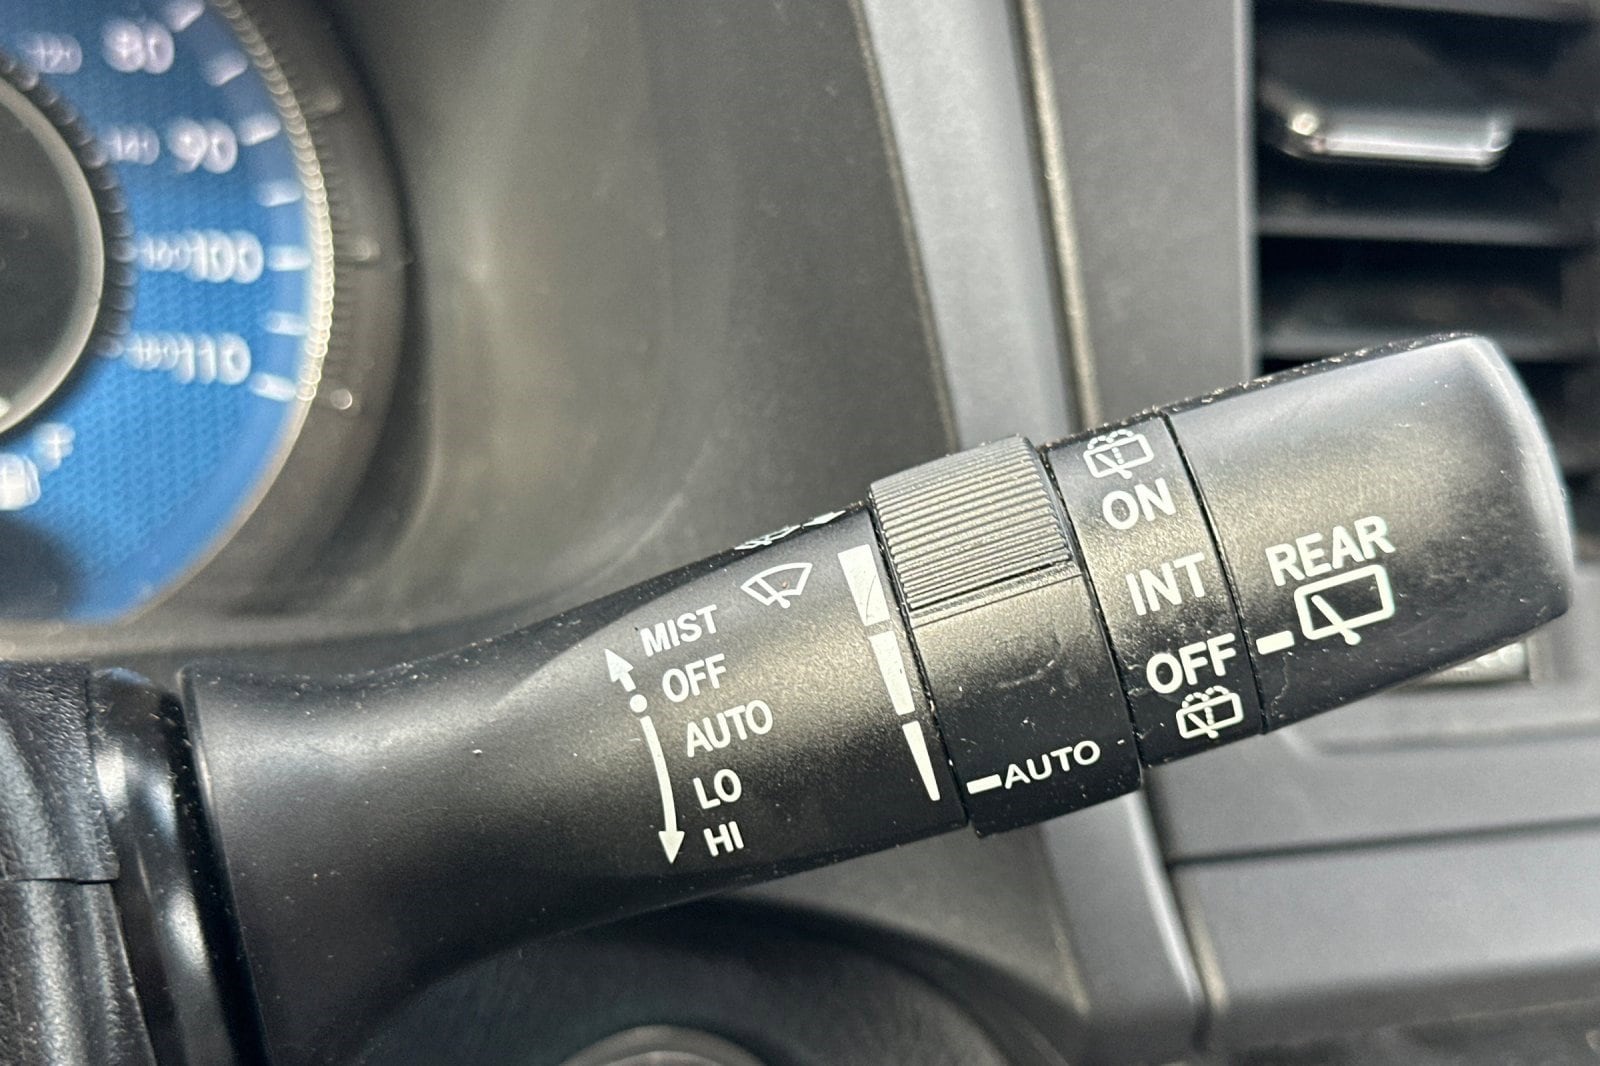 80
90
100
110
ON
INT
OFF
REAR
MIST
OFF
AUTO
LO
HI
AUTO